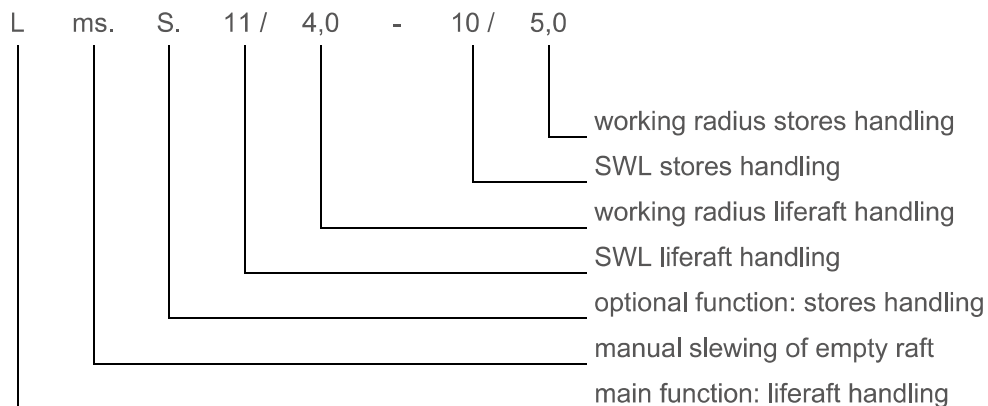 L ms. S. 11 / 4,0 - 10 / 5,0
working radius stores handling
SWL stores handling
working radius liferaft handling
SWL liferaft handling
optional function: stores handling
manual slewing of empty raft
main function: liferaft handling